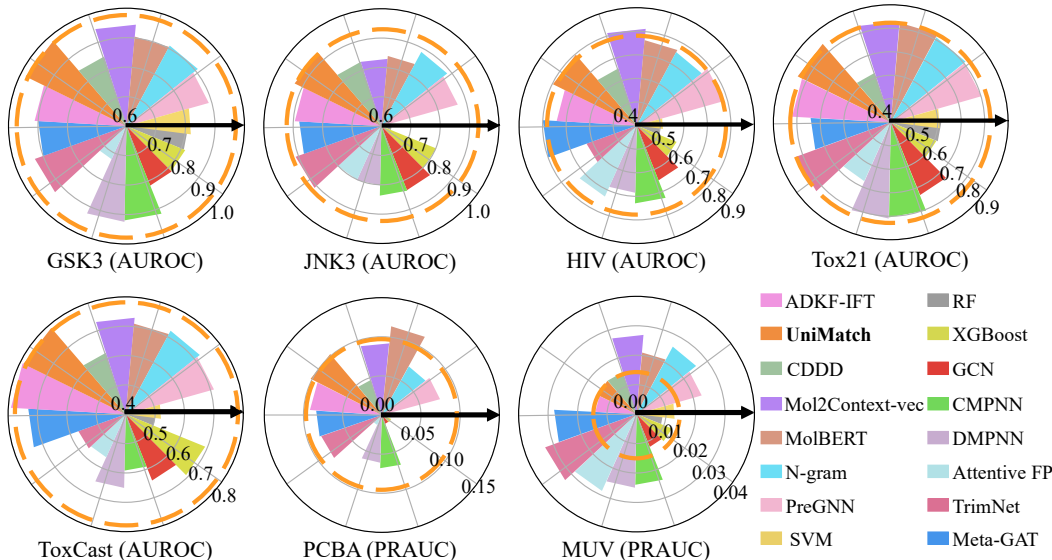 0.6
0.7
0.8
0.9
1.0
GSK3 (AUROC)
0.6
0.7
0.8
0.9
1.0
JNK3 (AUROC)
0.4
0.5
0.6
0.7
0.8
0.9
HIV (AUROC)
0.4
0.5
0.6
0.7
0.8
0.9
Tox21 (AUROC)
0.4
0.5
0.6
0.7
0.8
ToxCast (AUROC)
0.00
0.05
0.10
0.15
PCBA (PRAUC)
0.00
0.01
0.02
0.03
0.04
MUV (PRAUC)
ADKF-IFT RF
UniMatch XGBoost
CDDD GCN
Mol2Context-vec CMPNN
MolBERT DMPNN
N-gram Attentive FP
PreGNN TrimNet
SVM Meta-GAT